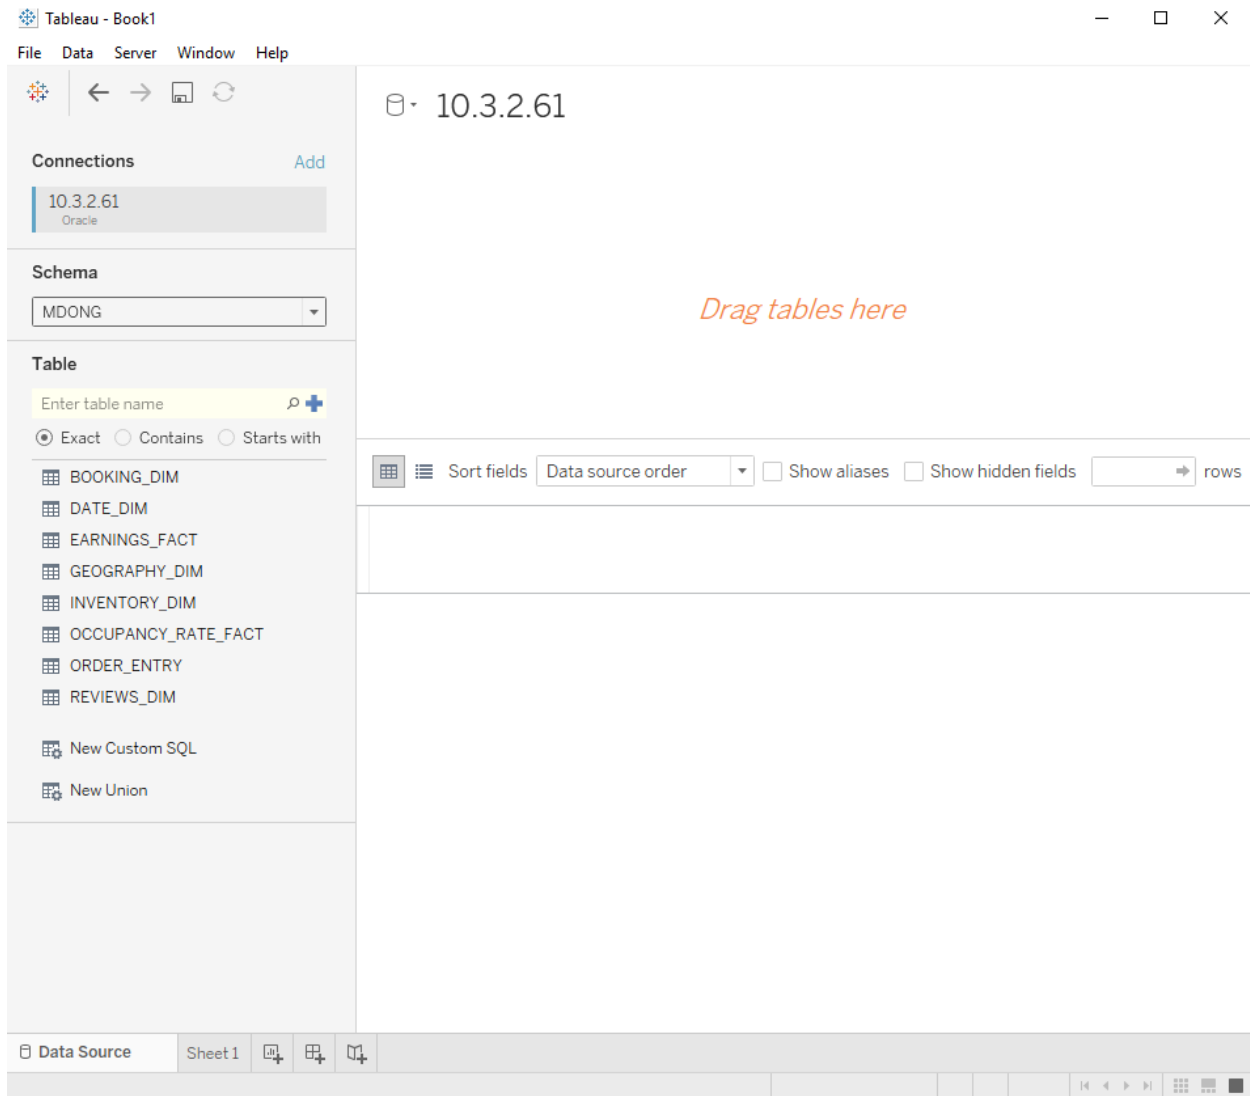 Tableau - Book1
File Data Server Window Help
10.3.2.61
Connections Add
10.3.2.61
Oracle
Schema
MDONG
Drag tables here
Table
Enter table name
Exact Contains Starts with
Sort fields Data source order Show aliases Show hidden fields rows
BOOKING_DIM
DATE_DIM
EARNINGS_FACT
GEOGRAPHY_DIM
INVENTORY_DIM
OCCUPANCY_RATE_FACT
ORDER_ENTRY
REVIEWS_DIM
New Custom SQL
New Union
Data Source Sheet 1